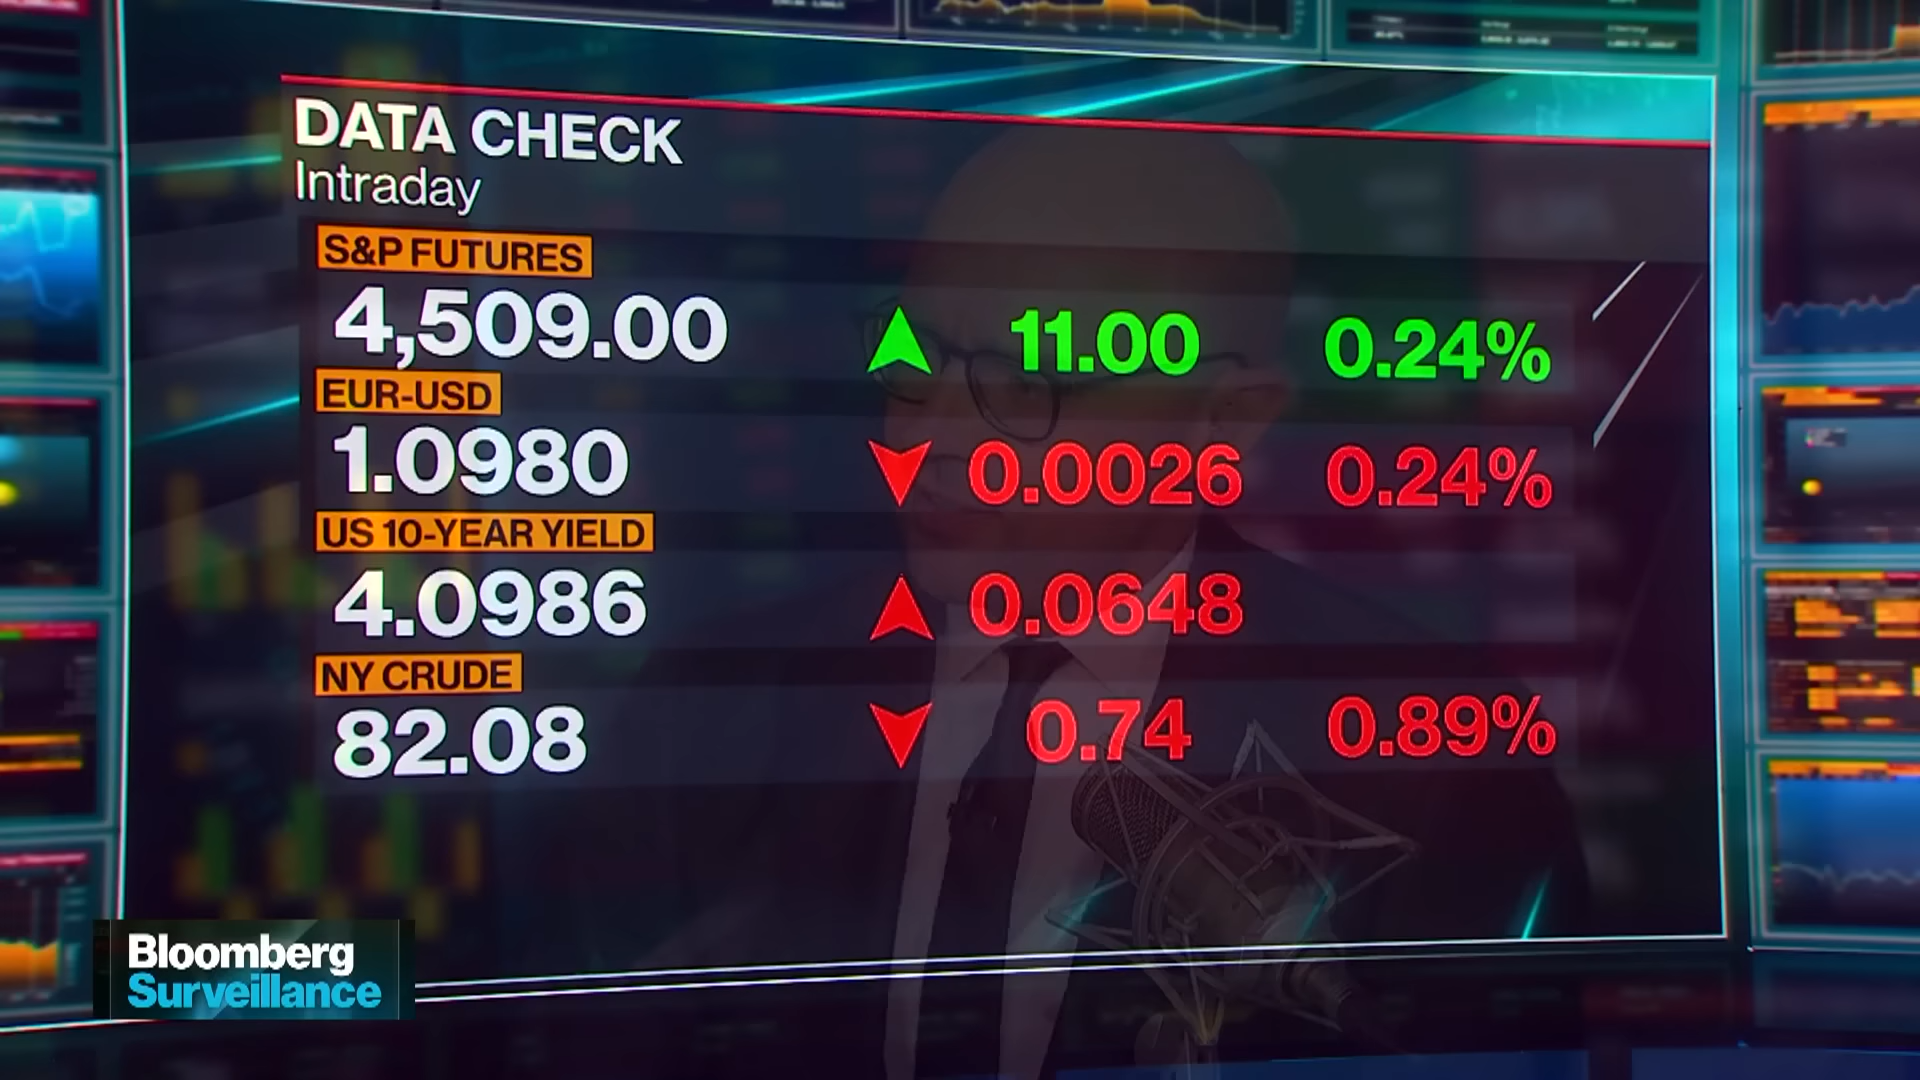 DATA CHECK
Intraday
S&P FUTURES
4,509.00 ▲ 11.00 0.24%
EUR-USD
1.0980 ▼ 0.0026 0.24%
US 10-YEAR YIELD
4.0986 ▲ 0.0648
NY CRUDE
82.08 ▼ 0.74 0.89%
Bloomberg
Surveillance